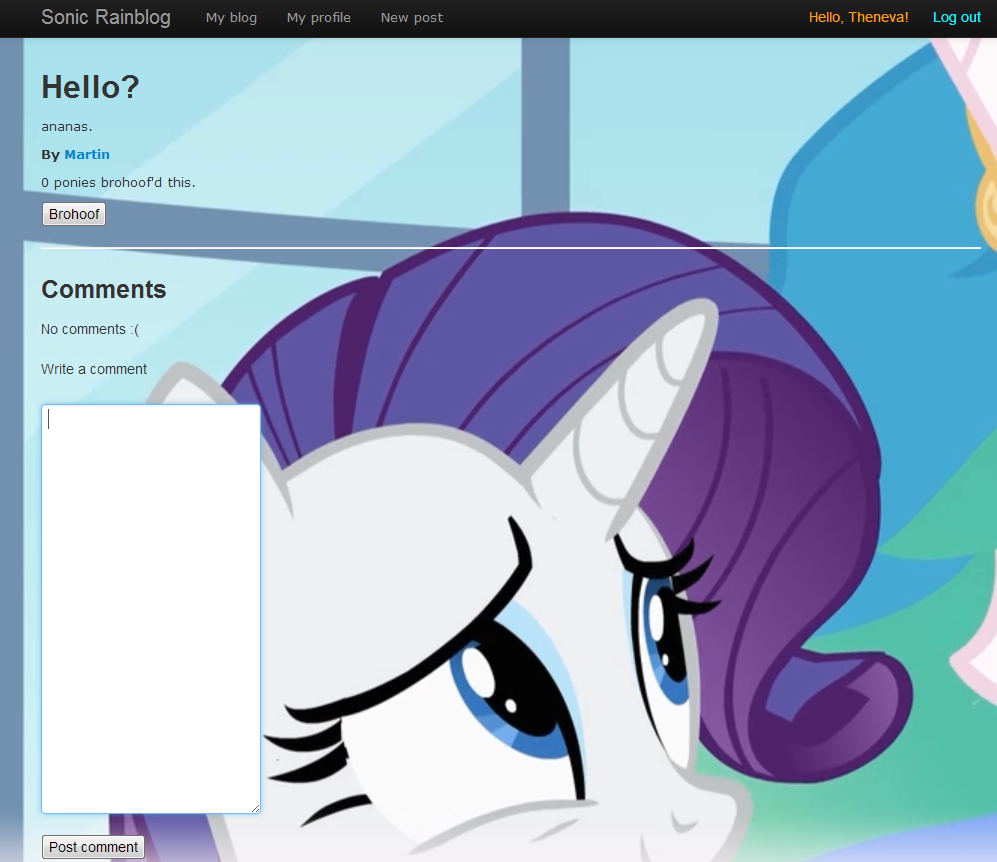 Sonic Rainblog My blog My profile New post Hello, Theneva! Log out
Hello?
ananas.
By Martin
0 ponies brohoof'd this.
Brohoof
Comments
No comments :(
Write a comment
Post comment